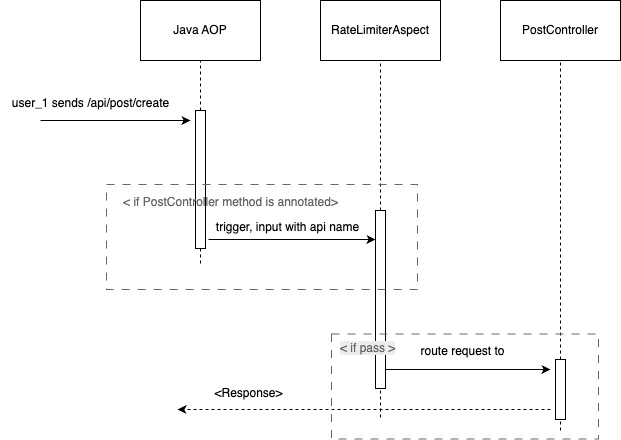 Java AOP
RateLimiterAspect
PostController
user_1 sends /api/post/create
< if PostController method is annotated>
trigger, input with api name
< if pass >
route request to
<Response>